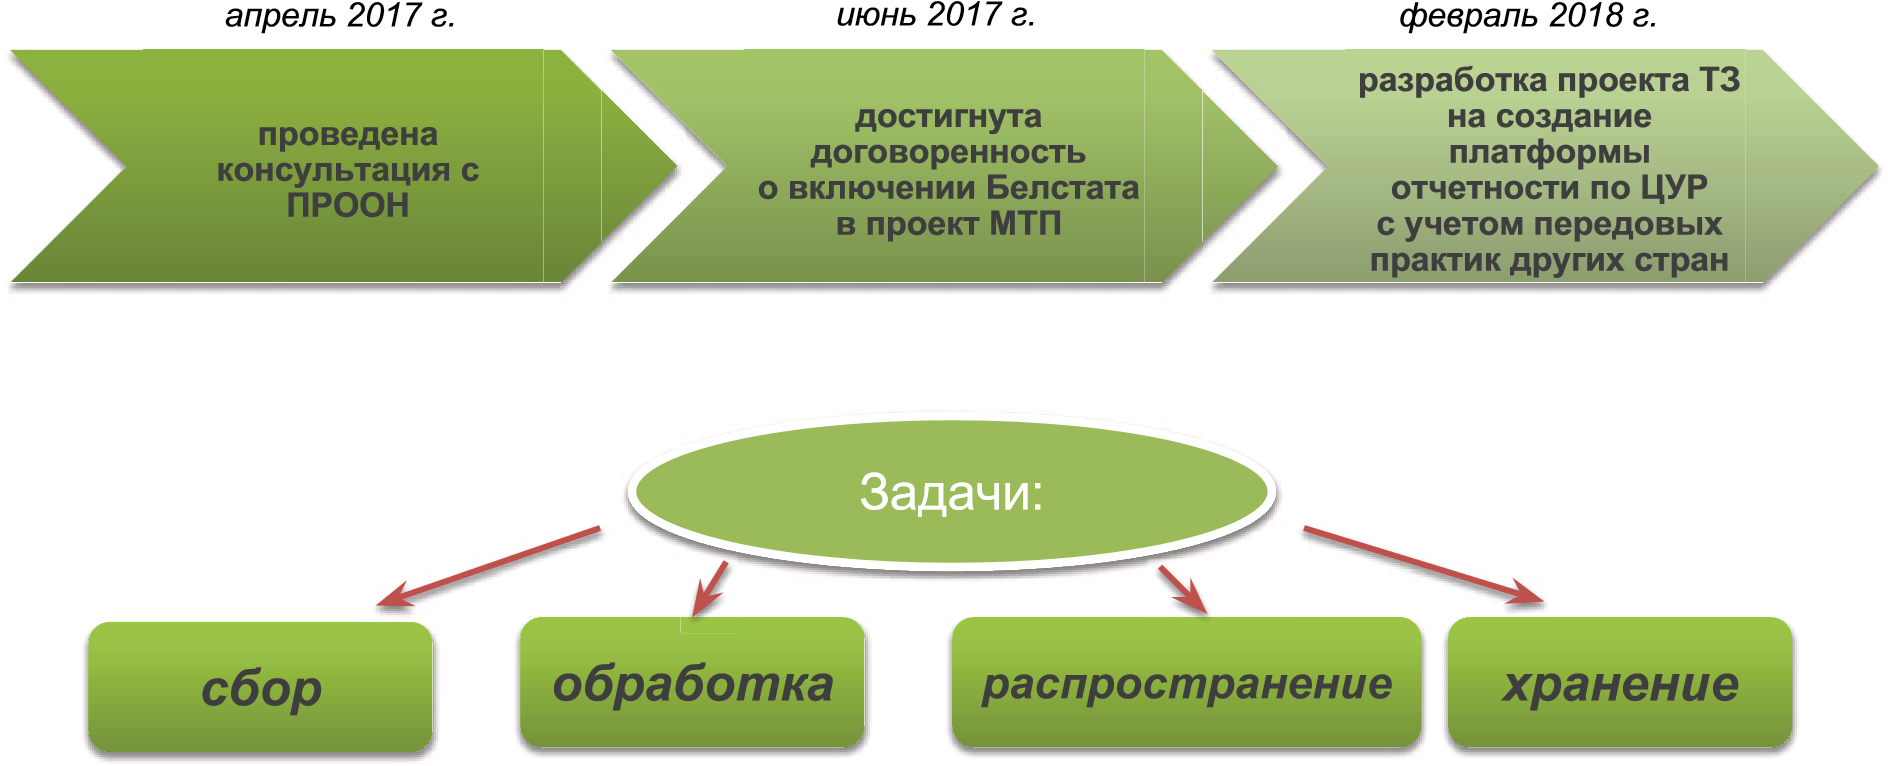 апрель 2017 г.
июнь 2017 г.
февраль 2018 г.
проведена
консультация с
ПРООН
достигнута
договоренность
о включении Белстата
в проект МТП
разработка проекта ТЗ
на создание
платформы
отчетности по ЦУР
с учетом передовых
практик других стран
Задачи:
сбор
обработка
распространение
хранение